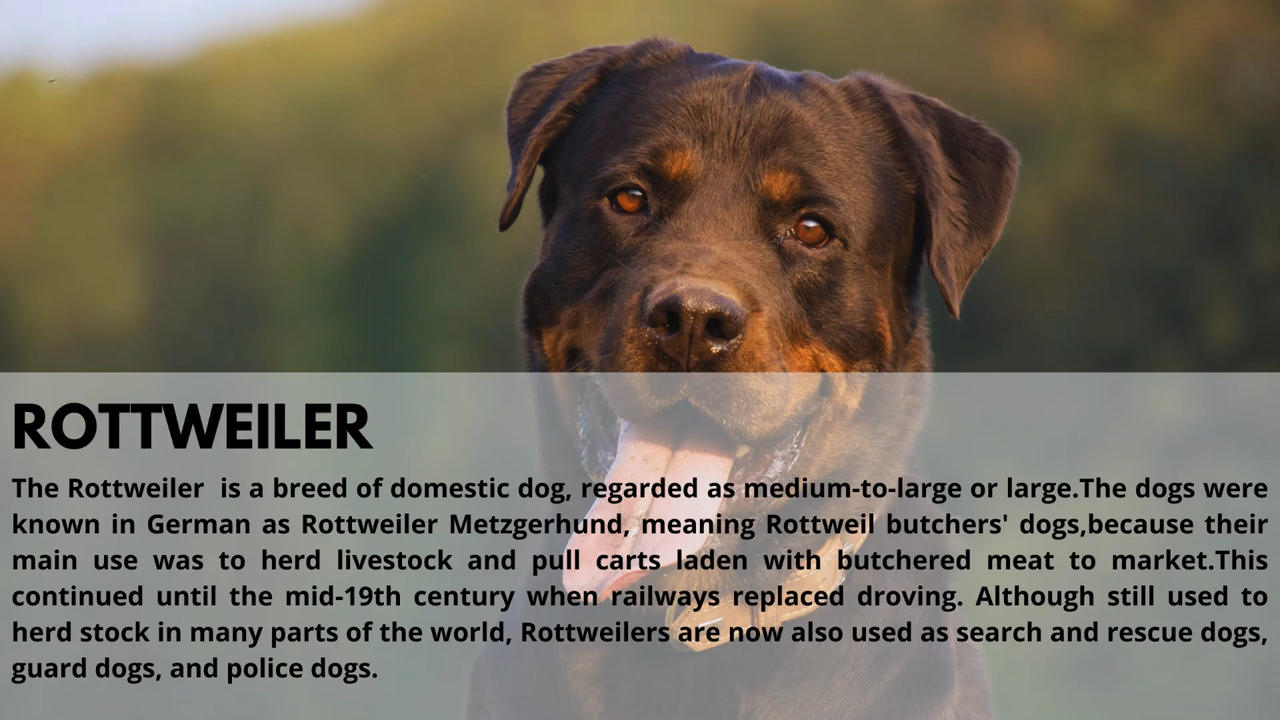 ROTTWEILER
The Rottweiler  is a breed of domestic dog, regarded as medium-to-large or large.The dogs were
known in German as Rottweiler Metzgerhund, meaning Rottweil butchers' dogs,because their
main use was to herd livestock and pull carts laden with butchered meat to market.This
continued until the mid-19th century when railways replaced droving. Although still used to
herd stock in many parts of the world, Rottweilers are now also used as search and rescue dogs,
guard dogs, and police dogs.